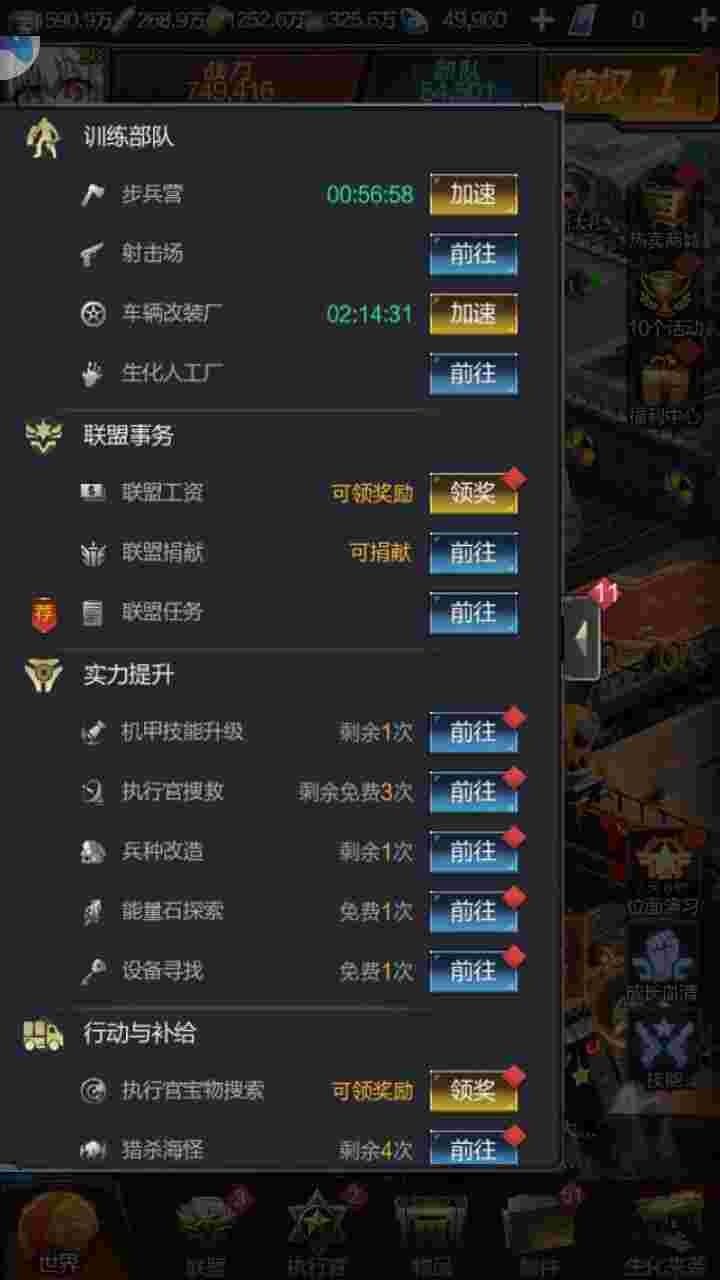 590.9万 268.9万 1252.6万 325.6万 49,960 0
战力 部队 特权 1
749,416
训练部队
步兵营 00:56:58 加速
射击场 前往
热卖商城
车辆改装厂 02:14:31 加速
10个活动
生化人工厂 前往
福利中心
联盟事务
联盟工资 可领奖励 领奖
联盟捐献 可捐献 前往
11
荐 联盟任务 前往
实力提升
机甲技能升级 剩余1次 前往
执行官搜救 剩余免费3次 前往
兵种改造 剩余1次 前往
能量石探索 免费1次 前往
位面演习
设备寻找 免费1次 前往
成长血清
行动与补给
技能
执行官宝物搜索 可领奖励 领奖
猎杀海怪 剩余4次 前往
世界 联盟 执行官 物品 邮件 生化来袭